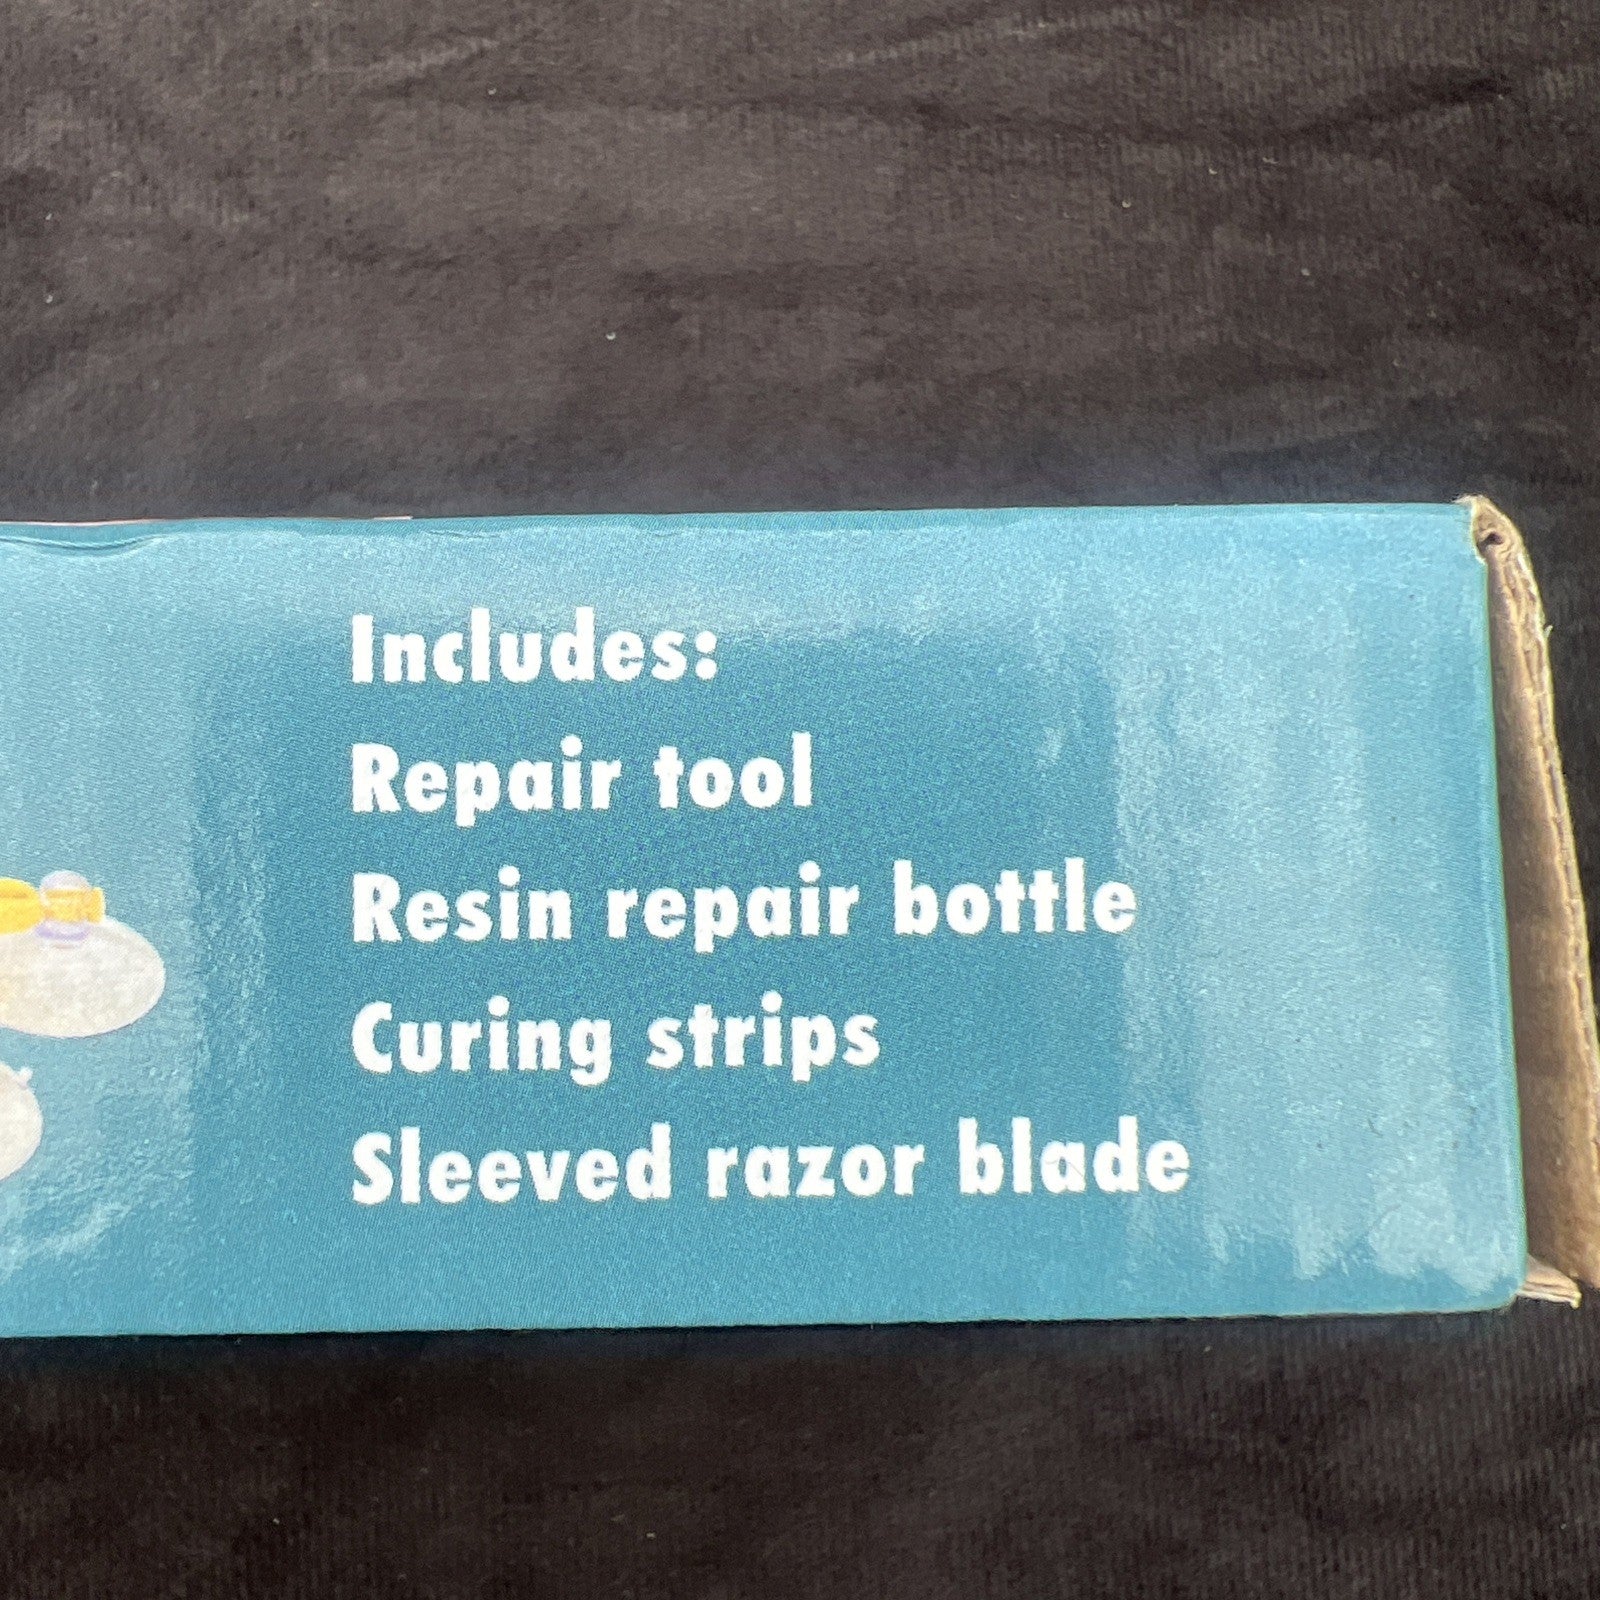 Includes:
Repair tool
Resin repair bottle
Curing strips
Sleeved razor blade